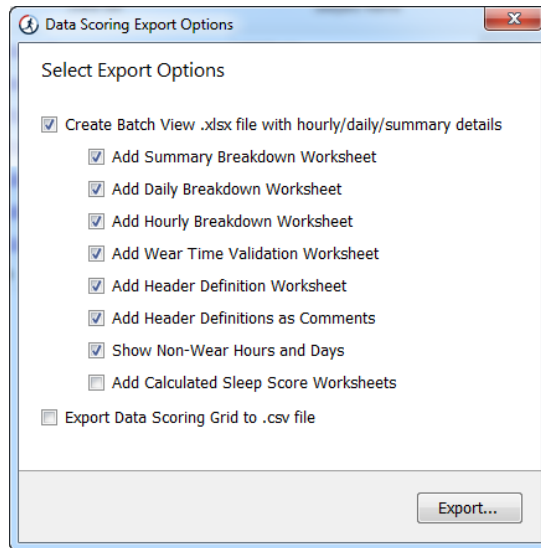 Data Scoring Export Options
Select Export Options
Create Batch View .xlsx file with hourly/daily/summary details
Add Summary Breakdown Worksheet
Add Daily Breakdown Worksheet
Add Hourly Breakdown Worksheet
Add Wear Time Validation Worksheet
Add Header Definition Worksheet
Add Header Definitions as Comments
Show Non-Wear Hours and Days
Add Calculated Sleep Score Worksheets
Export Data Scoring Grid to .csv file
Export...